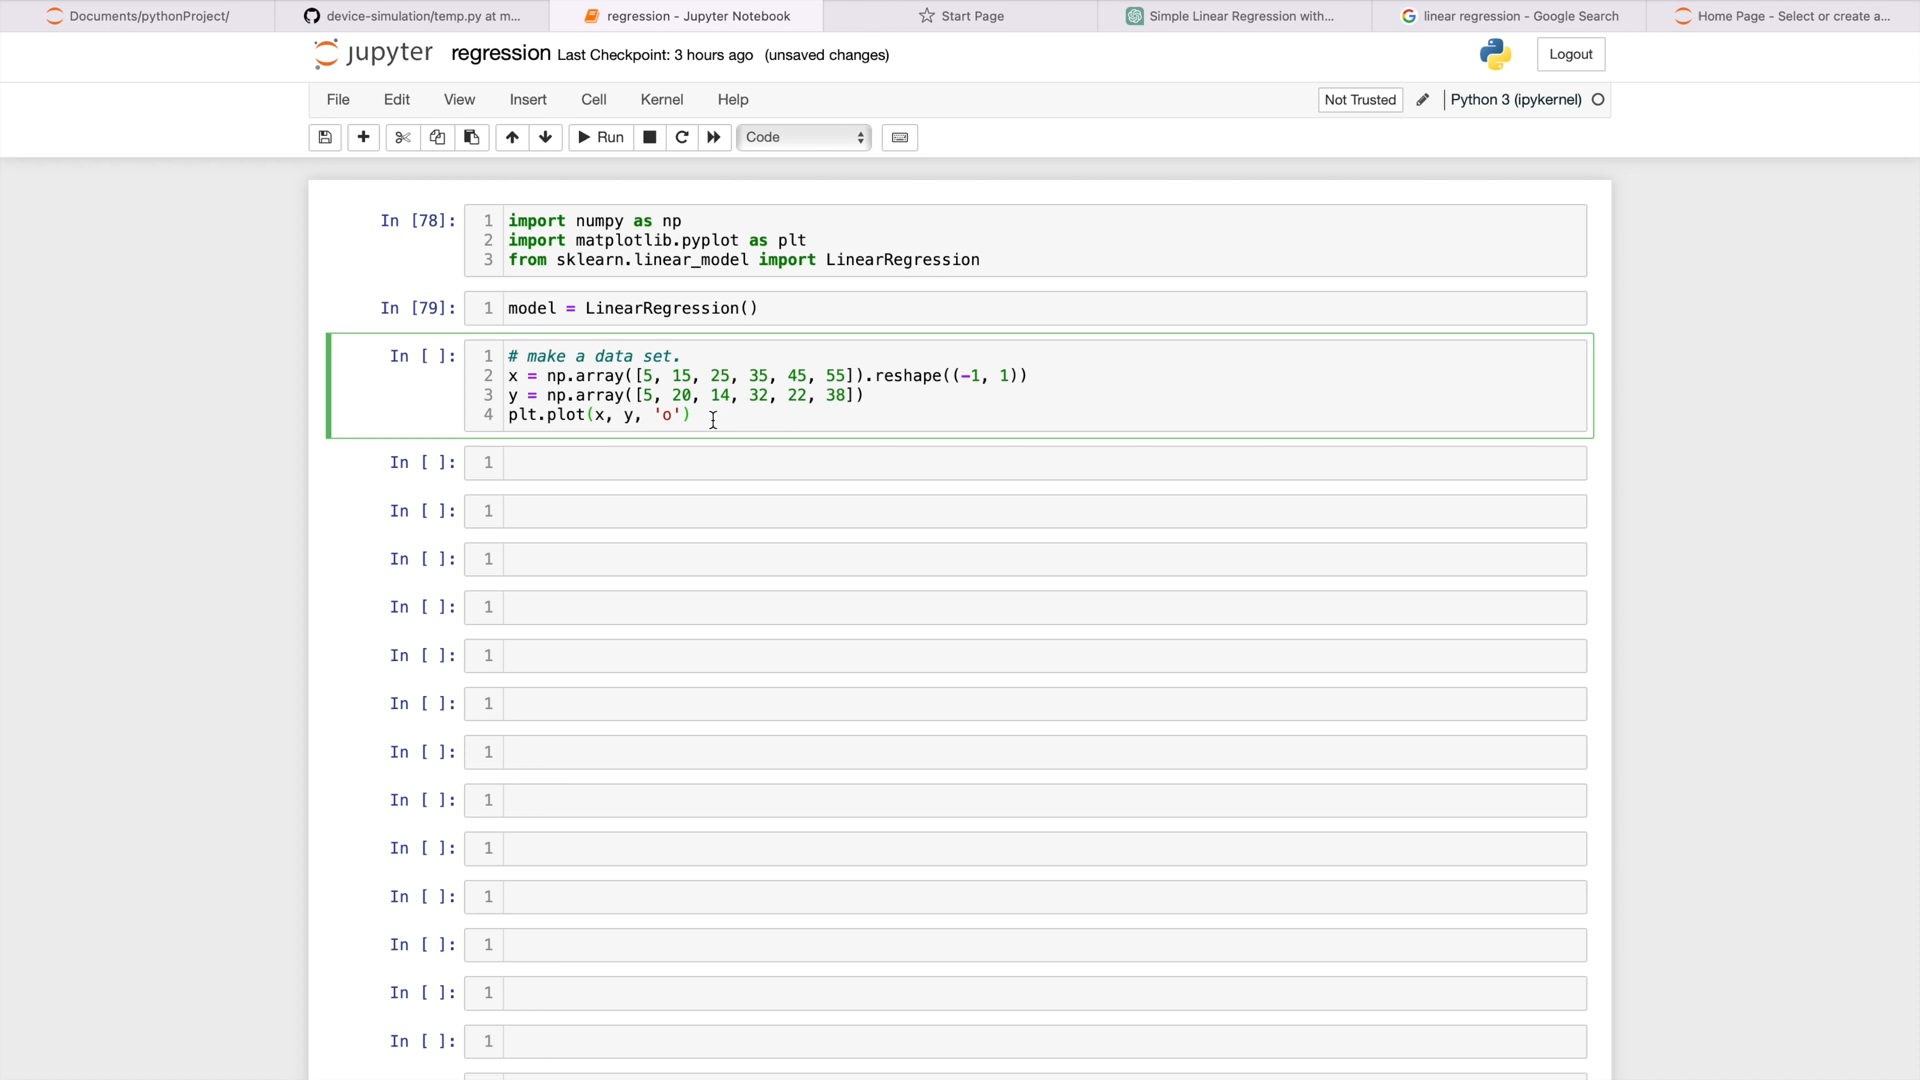 Documents/pythonProject/
device-simulation/temp.py at m...
regression - Jupyter Notebook
Start Page
Simple Linear Regression with...
linear regression - Google Search
Home Page - Select or create a...
jupyter regression Last Checkpoint: 3 hours ago (unsaved changes)
Logout
File Edit View Insert Cell Kernel Help
Not Trusted Python 3 (ipykernel)
Run Code
In [78]:
1 import numpy as np
2 import matplotlib.pyplot as plt
3 from sklearn.linear_model import LinearRegression
In [79]:
1 model = LinearRegression()
In [ ]:
1 # make a data set.
2 x = np.array([5, 15, 25, 35, 45, 55]).reshape((-1, 1))
3 y = np.array([5, 20, 14, 32, 22, 38])
4 plt.plot(x, y, 'o')
In [ ]: 1
In [ ]: 1
In [ ]: 1
In [ ]: 1
In [ ]: 1
In [ ]: 1
In [ ]: 1
In [ ]: 1
In [ ]: 1
In [ ]: 1
In [ ]: 1
In [ ]: 1
In [ ]: 1